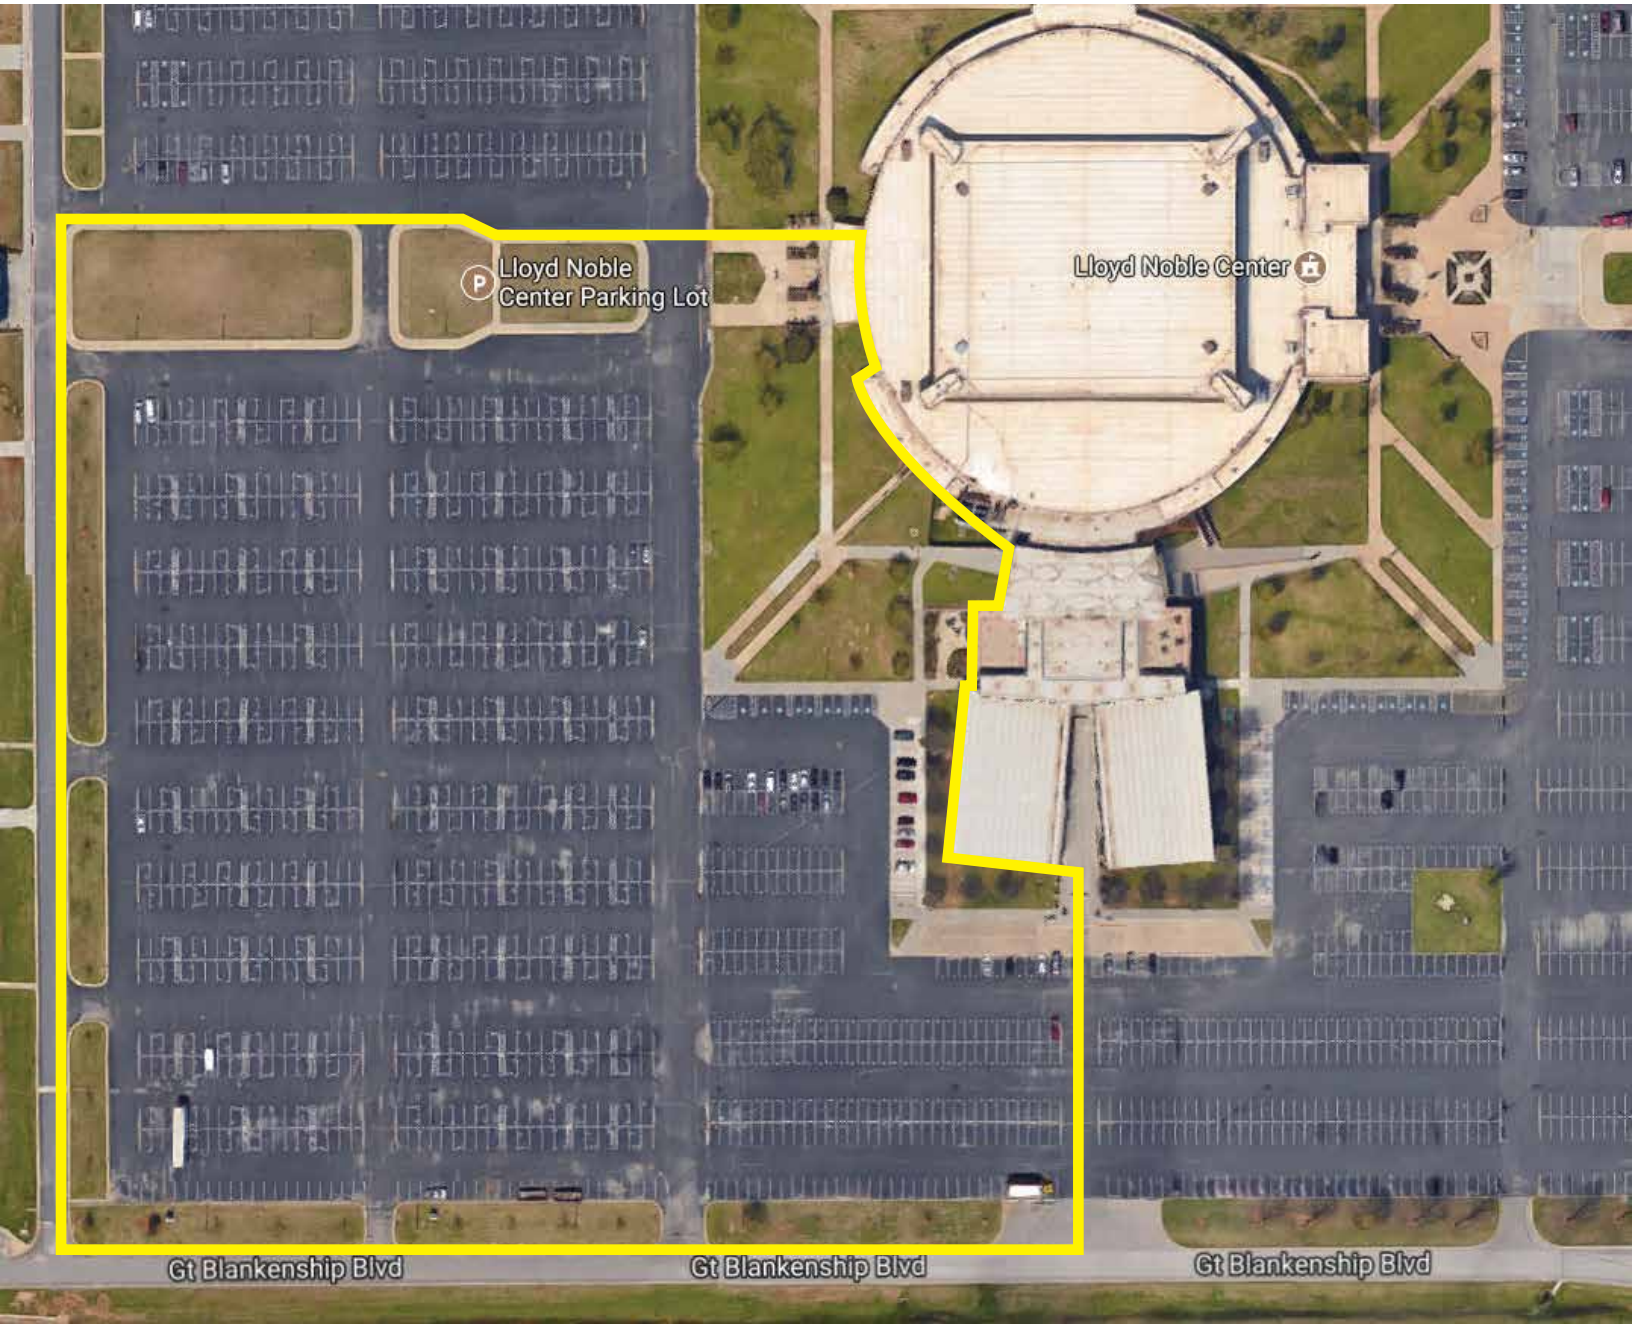 Lloyd Noble Center
P
Lloyd Noble
Center Parking Lot
Gt Blankenship Blvd
Gt Blankenship Blvd
Gt Blankenship Blvd